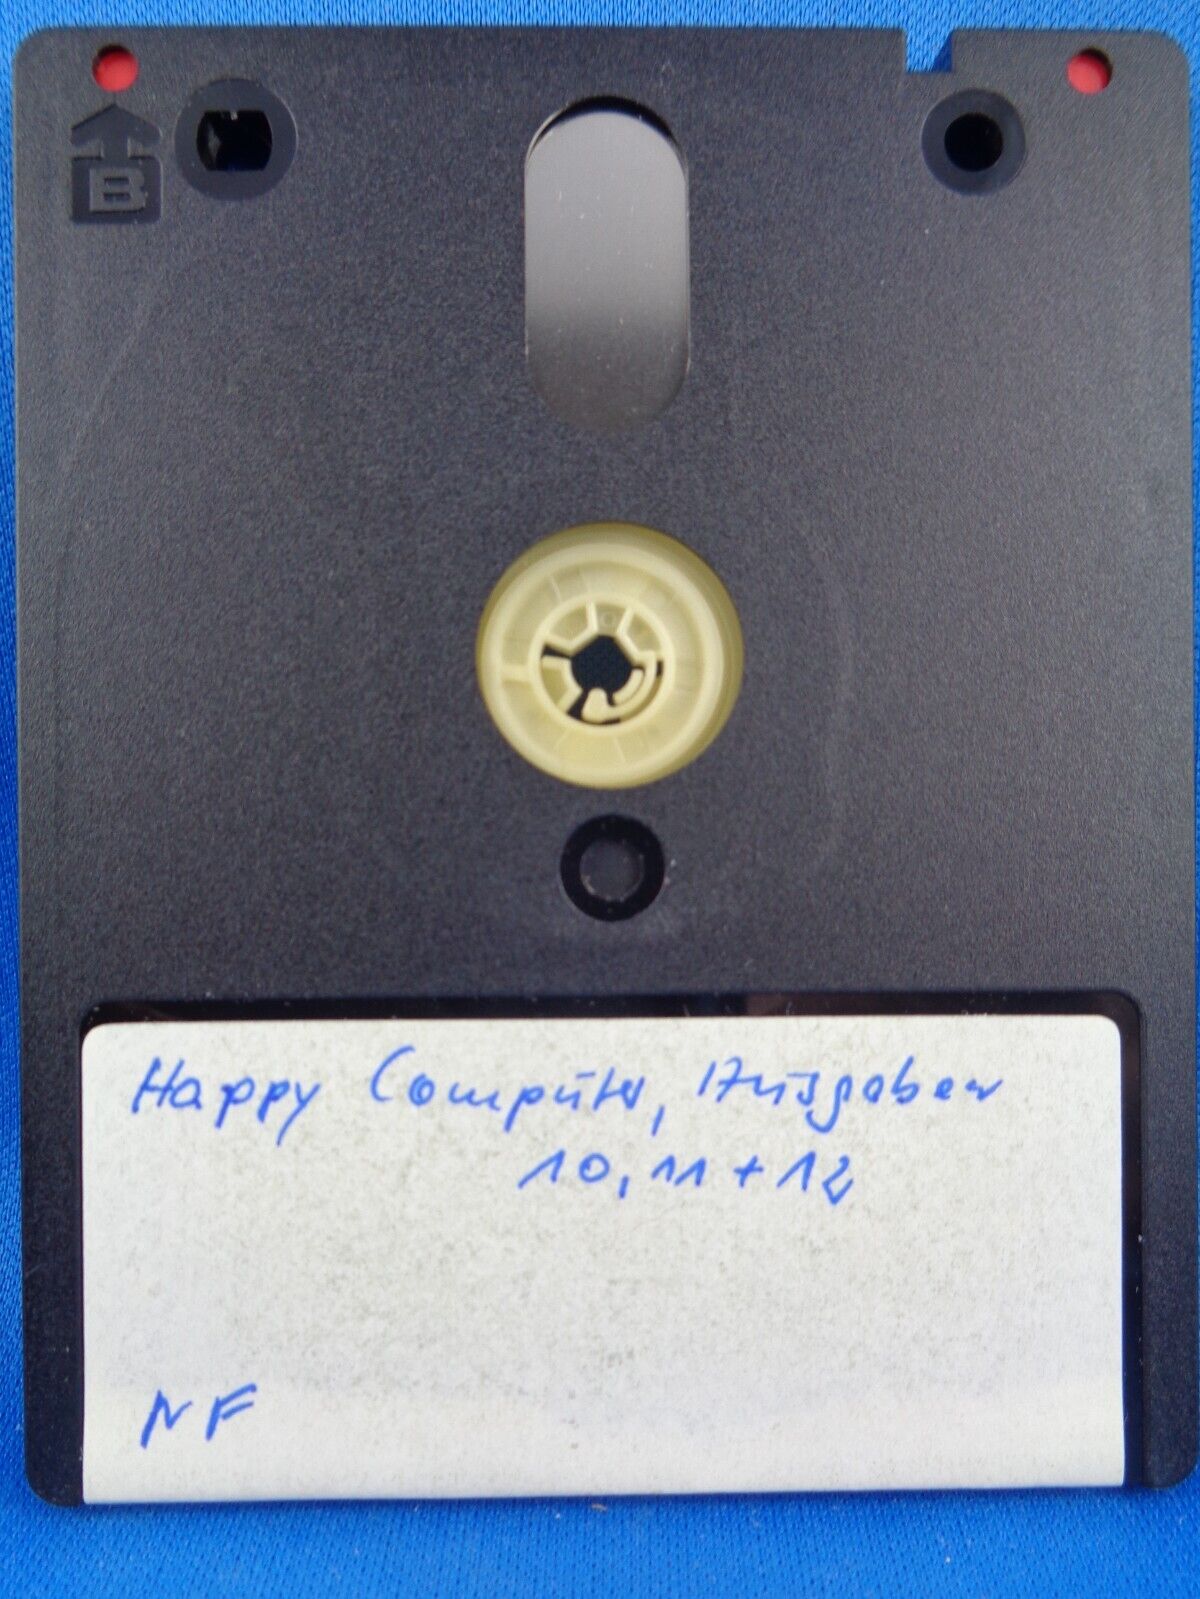 B
Happy Computer, Ausgaben
10, 11 + 12
NF